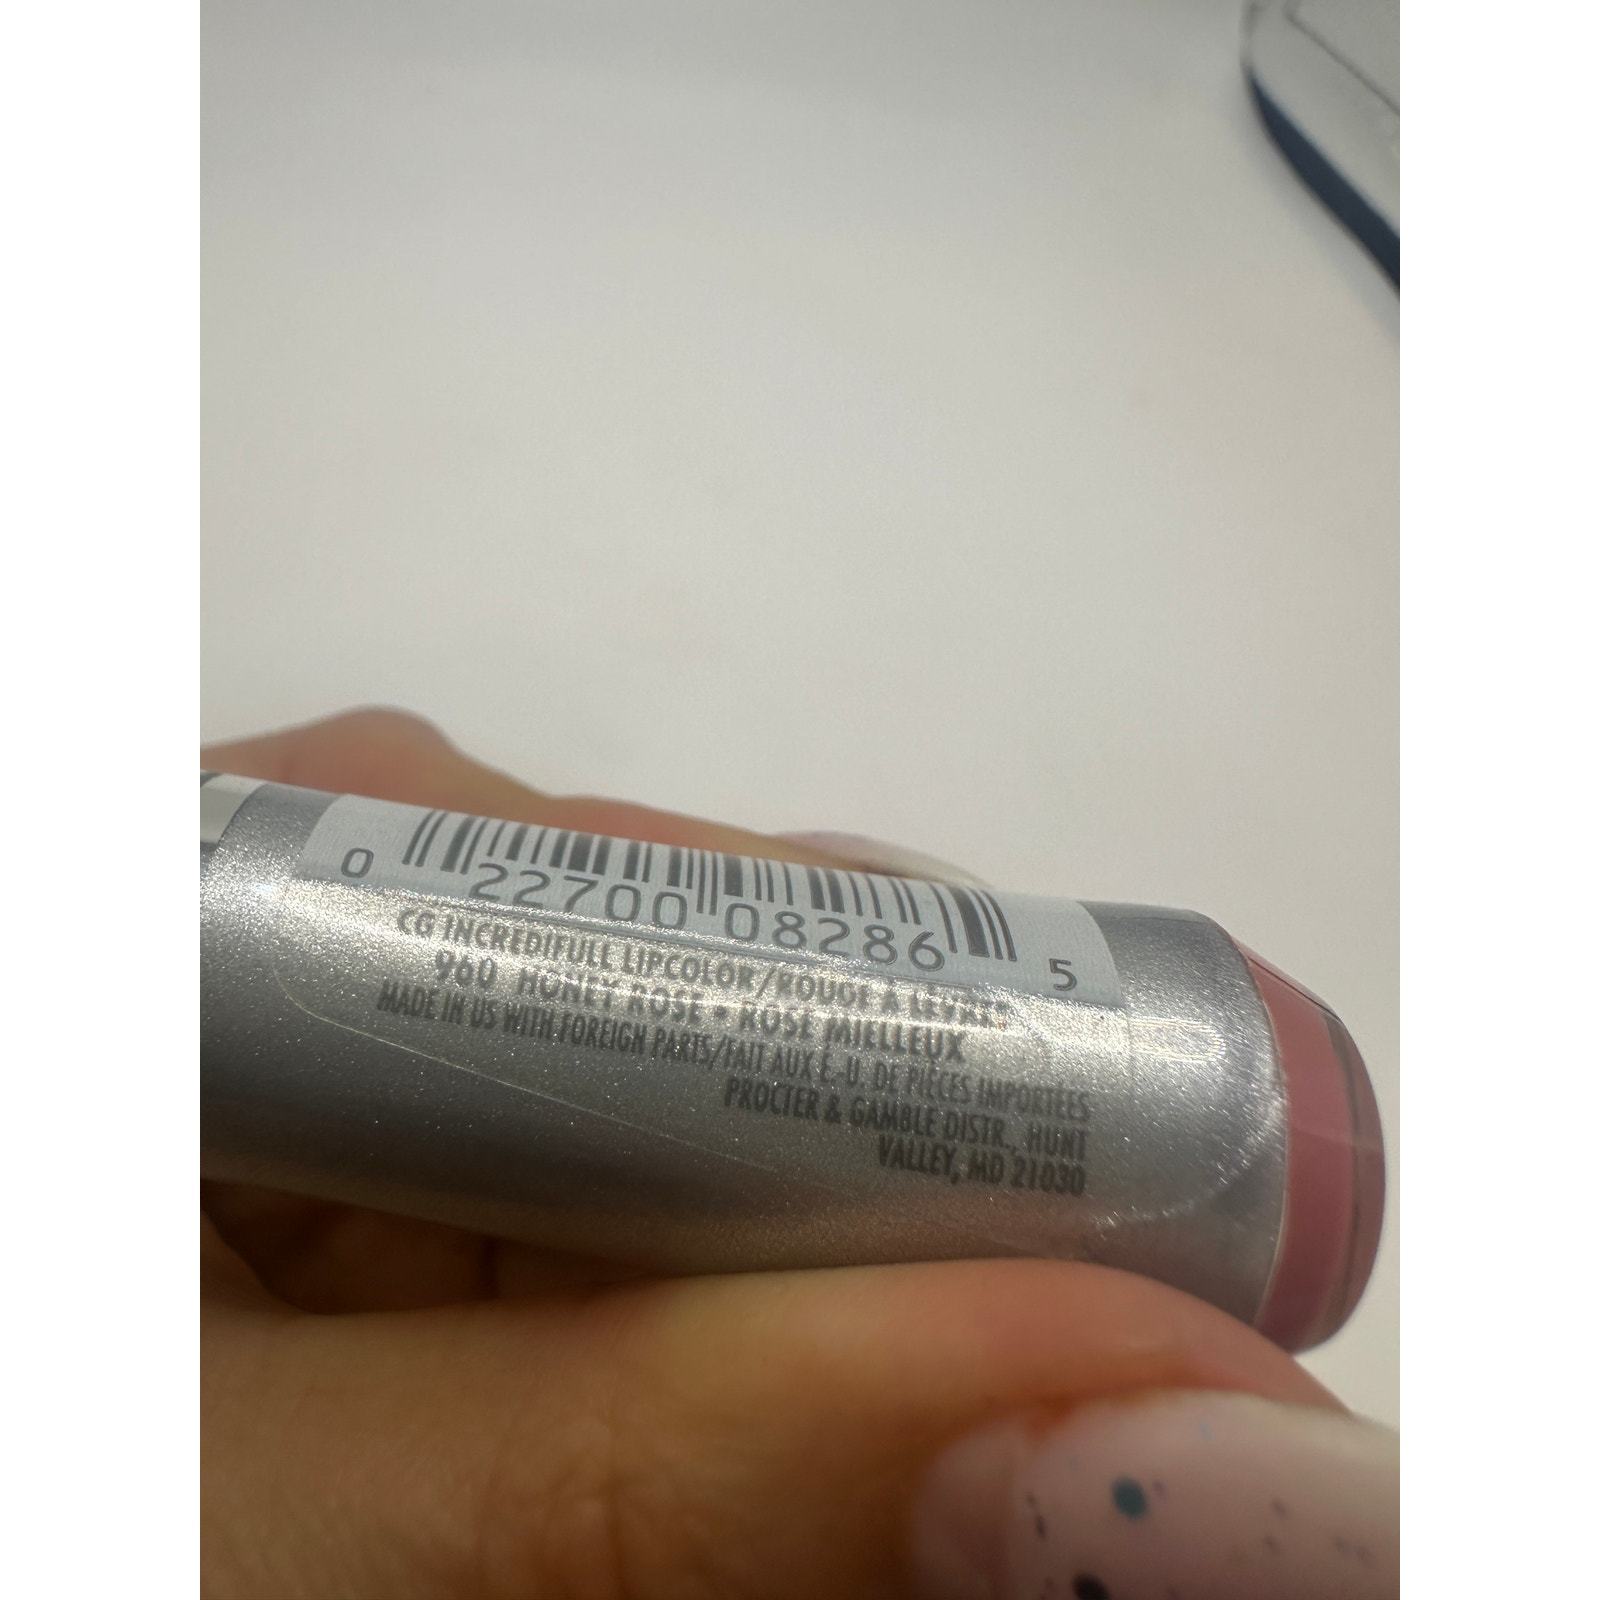 0 22700 08286 5
CG INCREDIFULL LIPCOLOR/ROUGE À LÈVRES
960 HONEY ROSE • ROSE MIELLEUX
MADE IN US WITH FOREIGN PARTS/FAIT AUX É.-U. DE PIÈCES IMPORTÉES
PROCTER & GAMBLE DISTR., HUNT
VALLEY, MD 21030